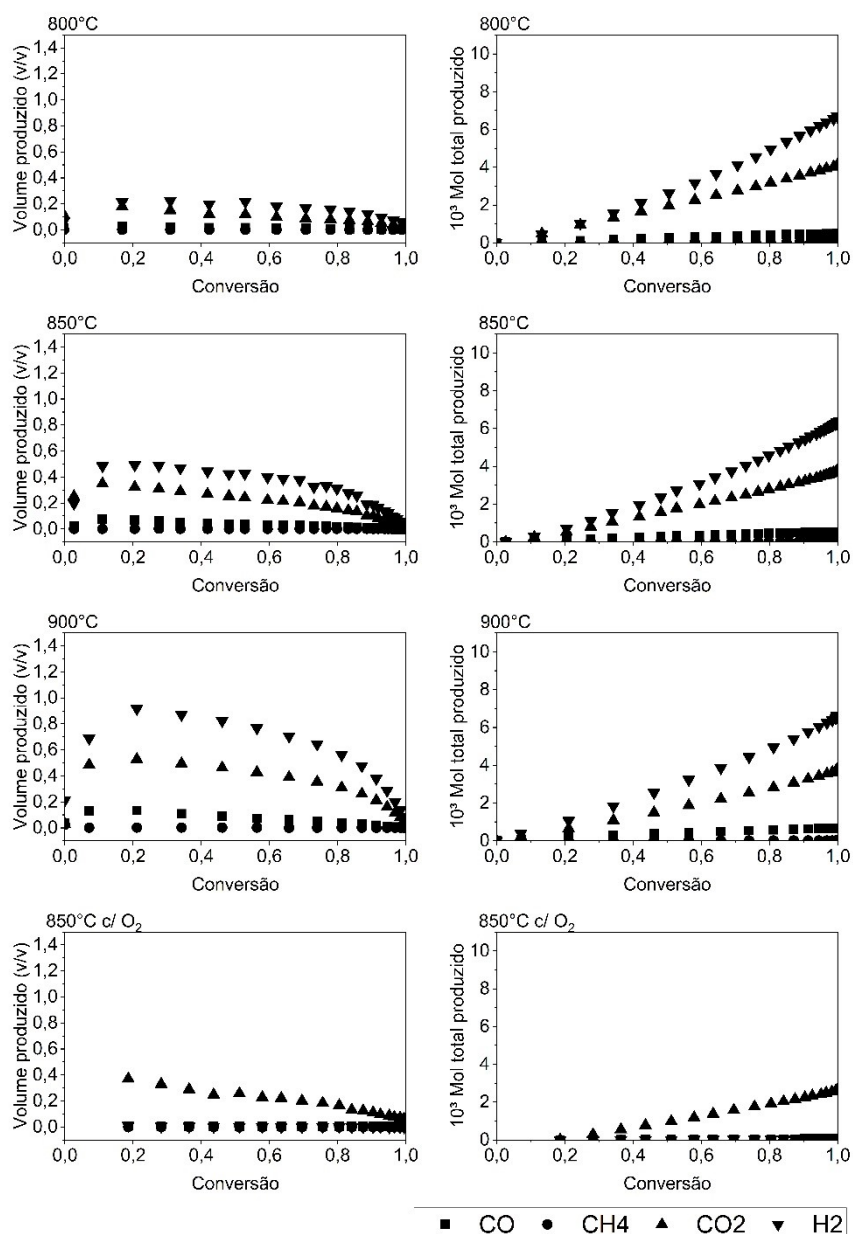 800°C
Volume produzido (v/v)
1,4
1,2
1,0
0,8
0,6
0,4
0,2
0,0
0,0 0,2 0,4 0,6 0,8 1,0
Conversão
800°C
10³ Mol total produzido
10
8
6
4
2
0
0,0 0,2 0,4 0,6 0,8 1,0
Conversão
850°C
Volume produzido (v/v)
1,4
1,2
1,0
0,8
0,6
0,4
0,2
0,0
0,0 0,2 0,4 0,6 0,8 1,0
Conversão
850°C
10³ Mol total produzido
10
8
6
4
2
0
0,0 0,2 0,4 0,6 0,8 1,0
Conversão
900°C
Volume produzido (v/v)
1,4
1,2
1,0
0,8
0,6
0,4
0,2
0,0
0,0 0,2 0,4 0,6 0,8 1,0
Conversão
900°C
10³ Mol total produzido
10
8
6
4
2
0
0,0 0,2 0,4 0,6 0,8 1,0
Conversão
850°C c/ O₂
Volume produzido (v/v)
1,4
1,2
1,0
0,8
0,6
0,4
0,2
0,0
0,0 0,2 0,4 0,6 0,8 1,0
Conversão
850°C c/ O₂
10³ Mol total produzido
10
8
6
4
2
0
0,0 0,2 0,4 0,6 0,8 1,0
Conversão
CO CH4 CO2 H2